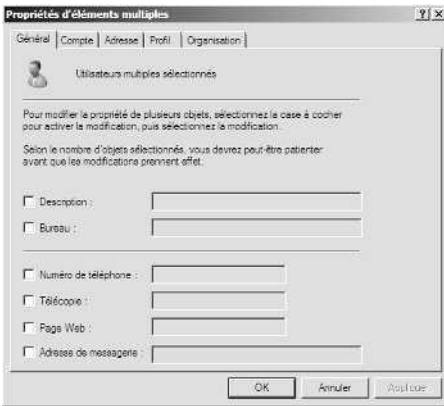 Propriétés d'éléments multiples
Général Compte Adresse Profil Organisation
Utilisateurs multiples sélectionnés
Pour modifier la propriété de plusieurs objets, sélectionnez la case à cocher
pour activer la modification, puis sélectionnez la modification.
Selon le nombre d'objets sélectionnés, vous devrez peut-être patienter
avant que les modifications prennent effet.
Description :
Bureau :
Numéro de téléphone :
Télécopie :
Page Web :
Adresse de messagerie :
OK Annuler Applique